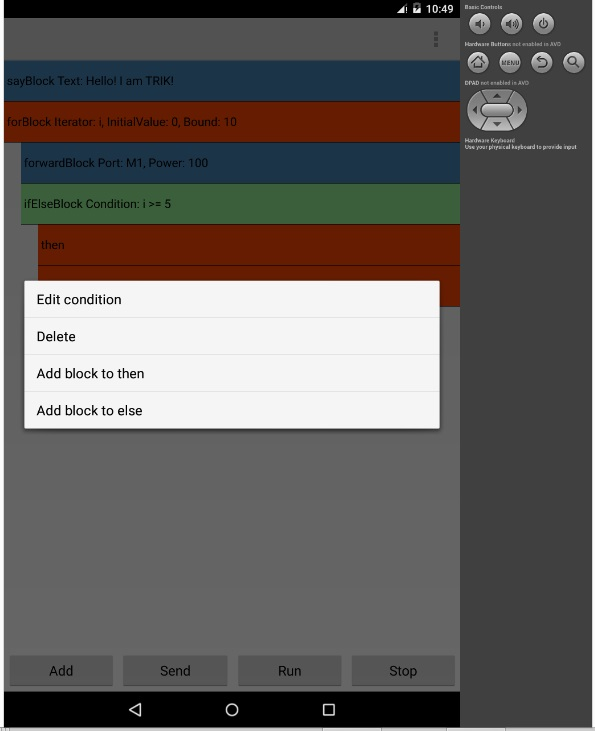 10:49
sayBlock Text: Hello! I am TRIK!
forBlock Iterator: i, InitialValue: 0, Bound: 10
forwardBlock Port: M1, Power: 100
ifElseBlock Condition: i >= 5
then
Edit condition
Delete
Add block to then
Add block to else
Add Send Run Stop
Basic Controls
Hardware Buttons not enabled in AVD
MENU
DPAD not enabled in AVD
Hardware Keyboard
Use your physical keyboard to provide input